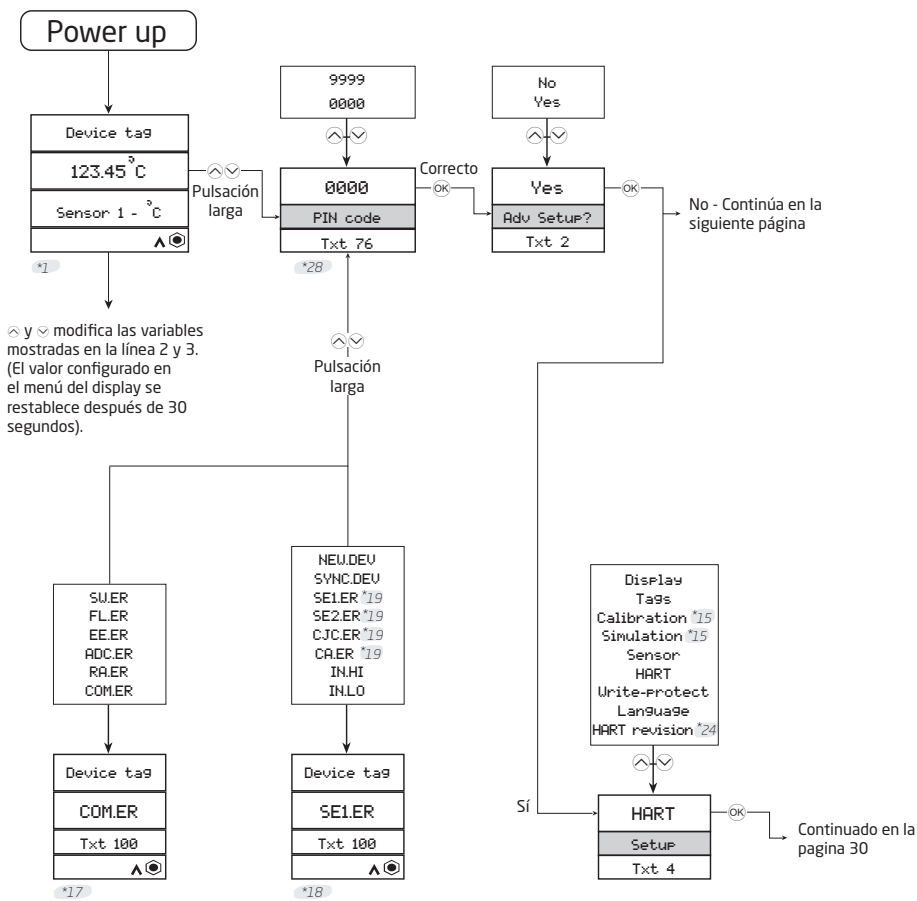 Power up
Device tag
123.45 °C
Sensor 1 - °C
*1
Pulsación
larga
9999
0000
0000
PIN code
Txt 76
*28
Correcto
OK
No
Yes
Yes
Adv Setup?
Txt 2
OK
No - Continúa en la
siguiente página
y modifica las variables
mostradas en la línea 2 y 3.
(El valor configurado en
el menú del display se
restablece después de 30
segundos).
Pulsación
larga
SW.ER
FL.ER
EE.ER
ADC.ER
RA.ER
COM.ER
Device tag
COM.ER
Txt 100
*17
NEW.DEV
SYNC.DEV
SE1.ER *19
SE2.ER *19
CJC.ER *19
CA.ER *19
IN.HI
IN.LO
Device tag
SE1.ER
Txt 100
*18
Display
Tags
Calibration *15
Simulation *15
Sensor
HART
Write-protect
Language
HART revision *24
Sí
HART
Setup
Txt 4
OK
Continuado en la
pagina 30